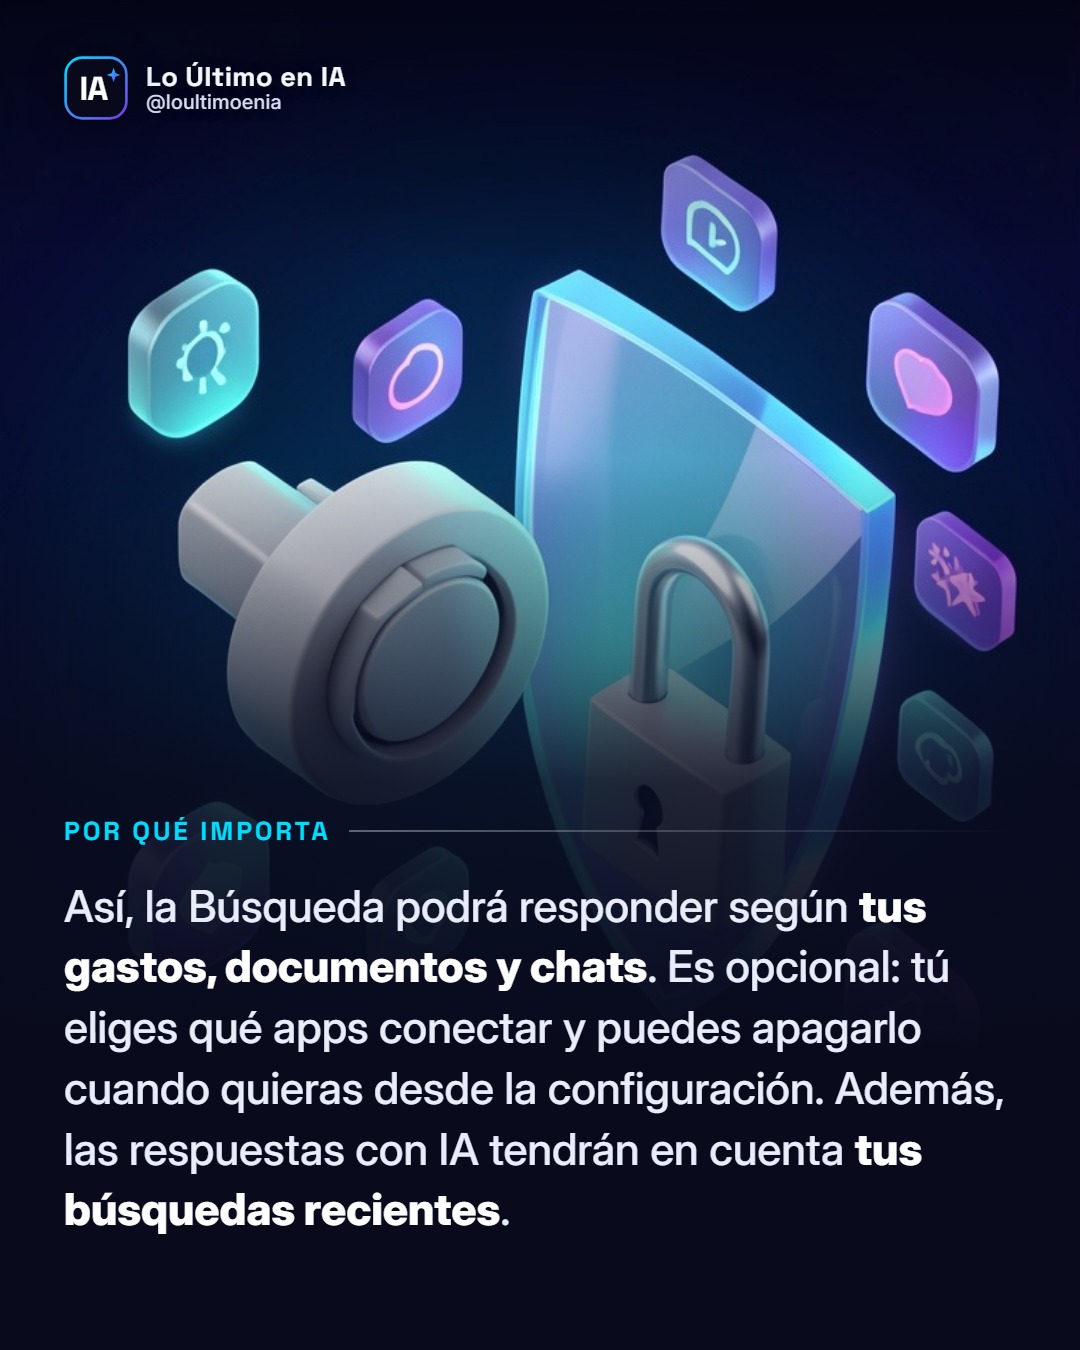 IA
Lo Último en IA
@loultimoenia
POR QUÉ IMPORTA
Así, la Búsqueda podrá responder según tus
gastos, documentos y chats. Es opcional: tú
eliges qué apps conectar y puedes apagarlo
cuando quieras desde la configuración. Además,
las respuestas con IA tendrán en cuenta tus
búsquedas recientes.